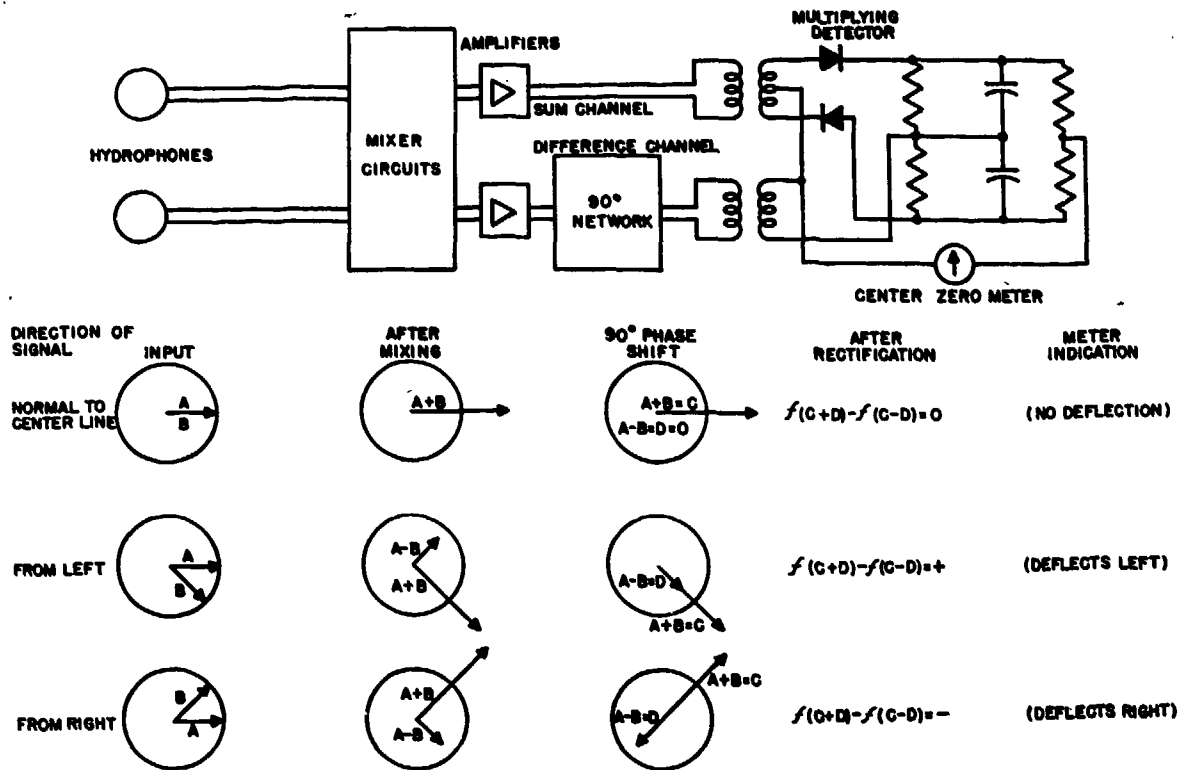 MULTIPLYING
DETECTOR
AMPLIFIERS
SUM CHANNEL
HYDROPHONES
MIXER
CIRCUITS
DIFFERENCE CHANNEL
90°
NETWORK
CENTER ZERO METER
DIRECTION OF
SIGNAL
INPUT
AFTER
MIXING
90° PHASE
SHIFT
AFTER
RECTIFICATION
METER
INDICATION
NORMAL TO
CENTER LINE
A
B
A+B
A+B=C
A-B=D=O
f(C+D)-f(C-D)=O
(NO DEFLECTION)
FROM LEFT
A
B
A-B
A+B
A-B=D
A+B=C
f(C+D)-f(C-D)=+
(DEFLECTS LEFT)
FROM RIGHT
B
A
A+B
A-B
A+B=C
A-B=D
f(C+D)-f(C-D)=-
(DEFLECTS RIGHT)